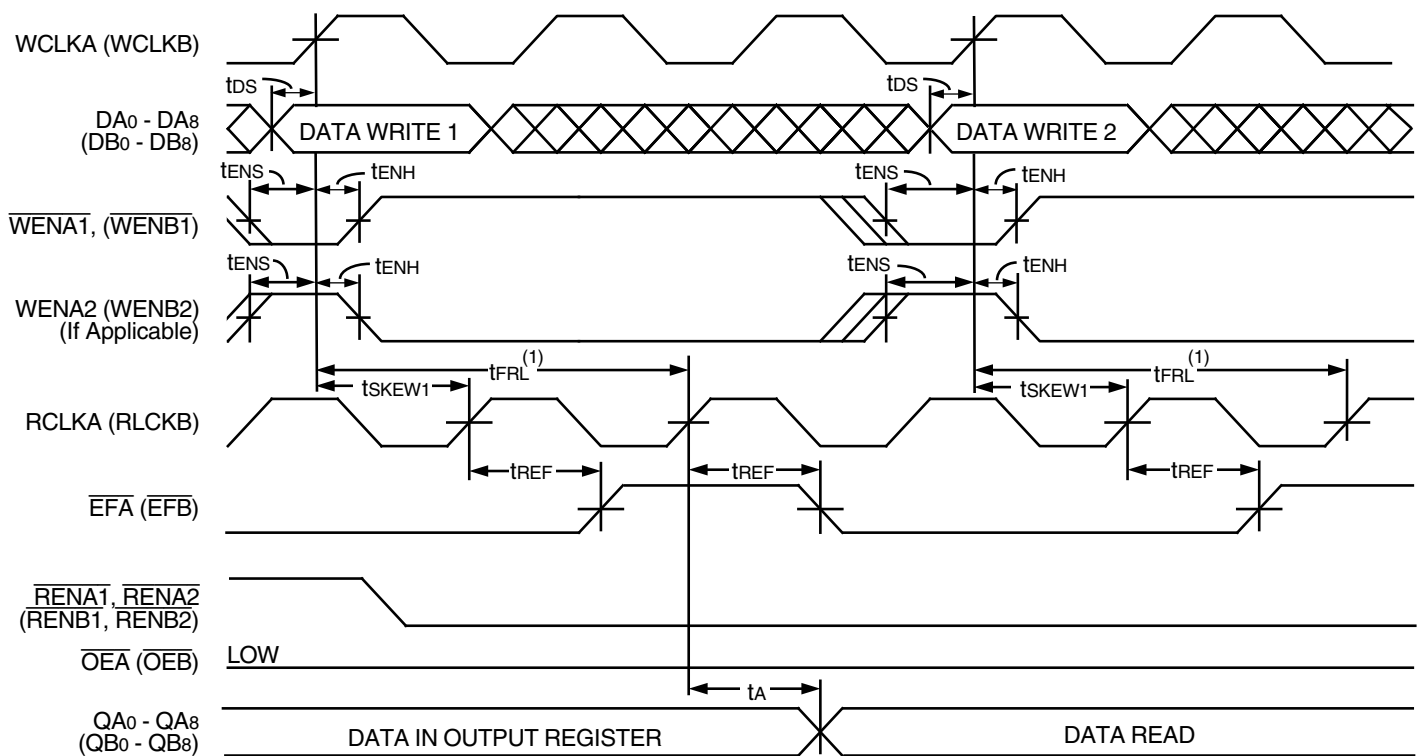 WCLKA (WCLKB)
tDS
tDS
DA0 - DA8
(DB0 - DB8)
DATA WRITE 1
DATA WRITE 2
tENS
tENH
tENS
tENH
WENA1, (WENB1)
tENS
tENH
tENS
tENH
WENA2 (WENB2)
(If Applicable)
tFRL(1)
tFRL(1)
tSKEW1
tSKEW1
RCLKA (RLCKB)
tREF
tREF
tREF
EFA (EFB)
RENA1, RENA2
(RENB1, RENB2)
OEA (OEB)
LOW
tA
QA0 - QA8
(QB0 - QB8)
DATA IN OUTPUT REGISTER
DATA READ